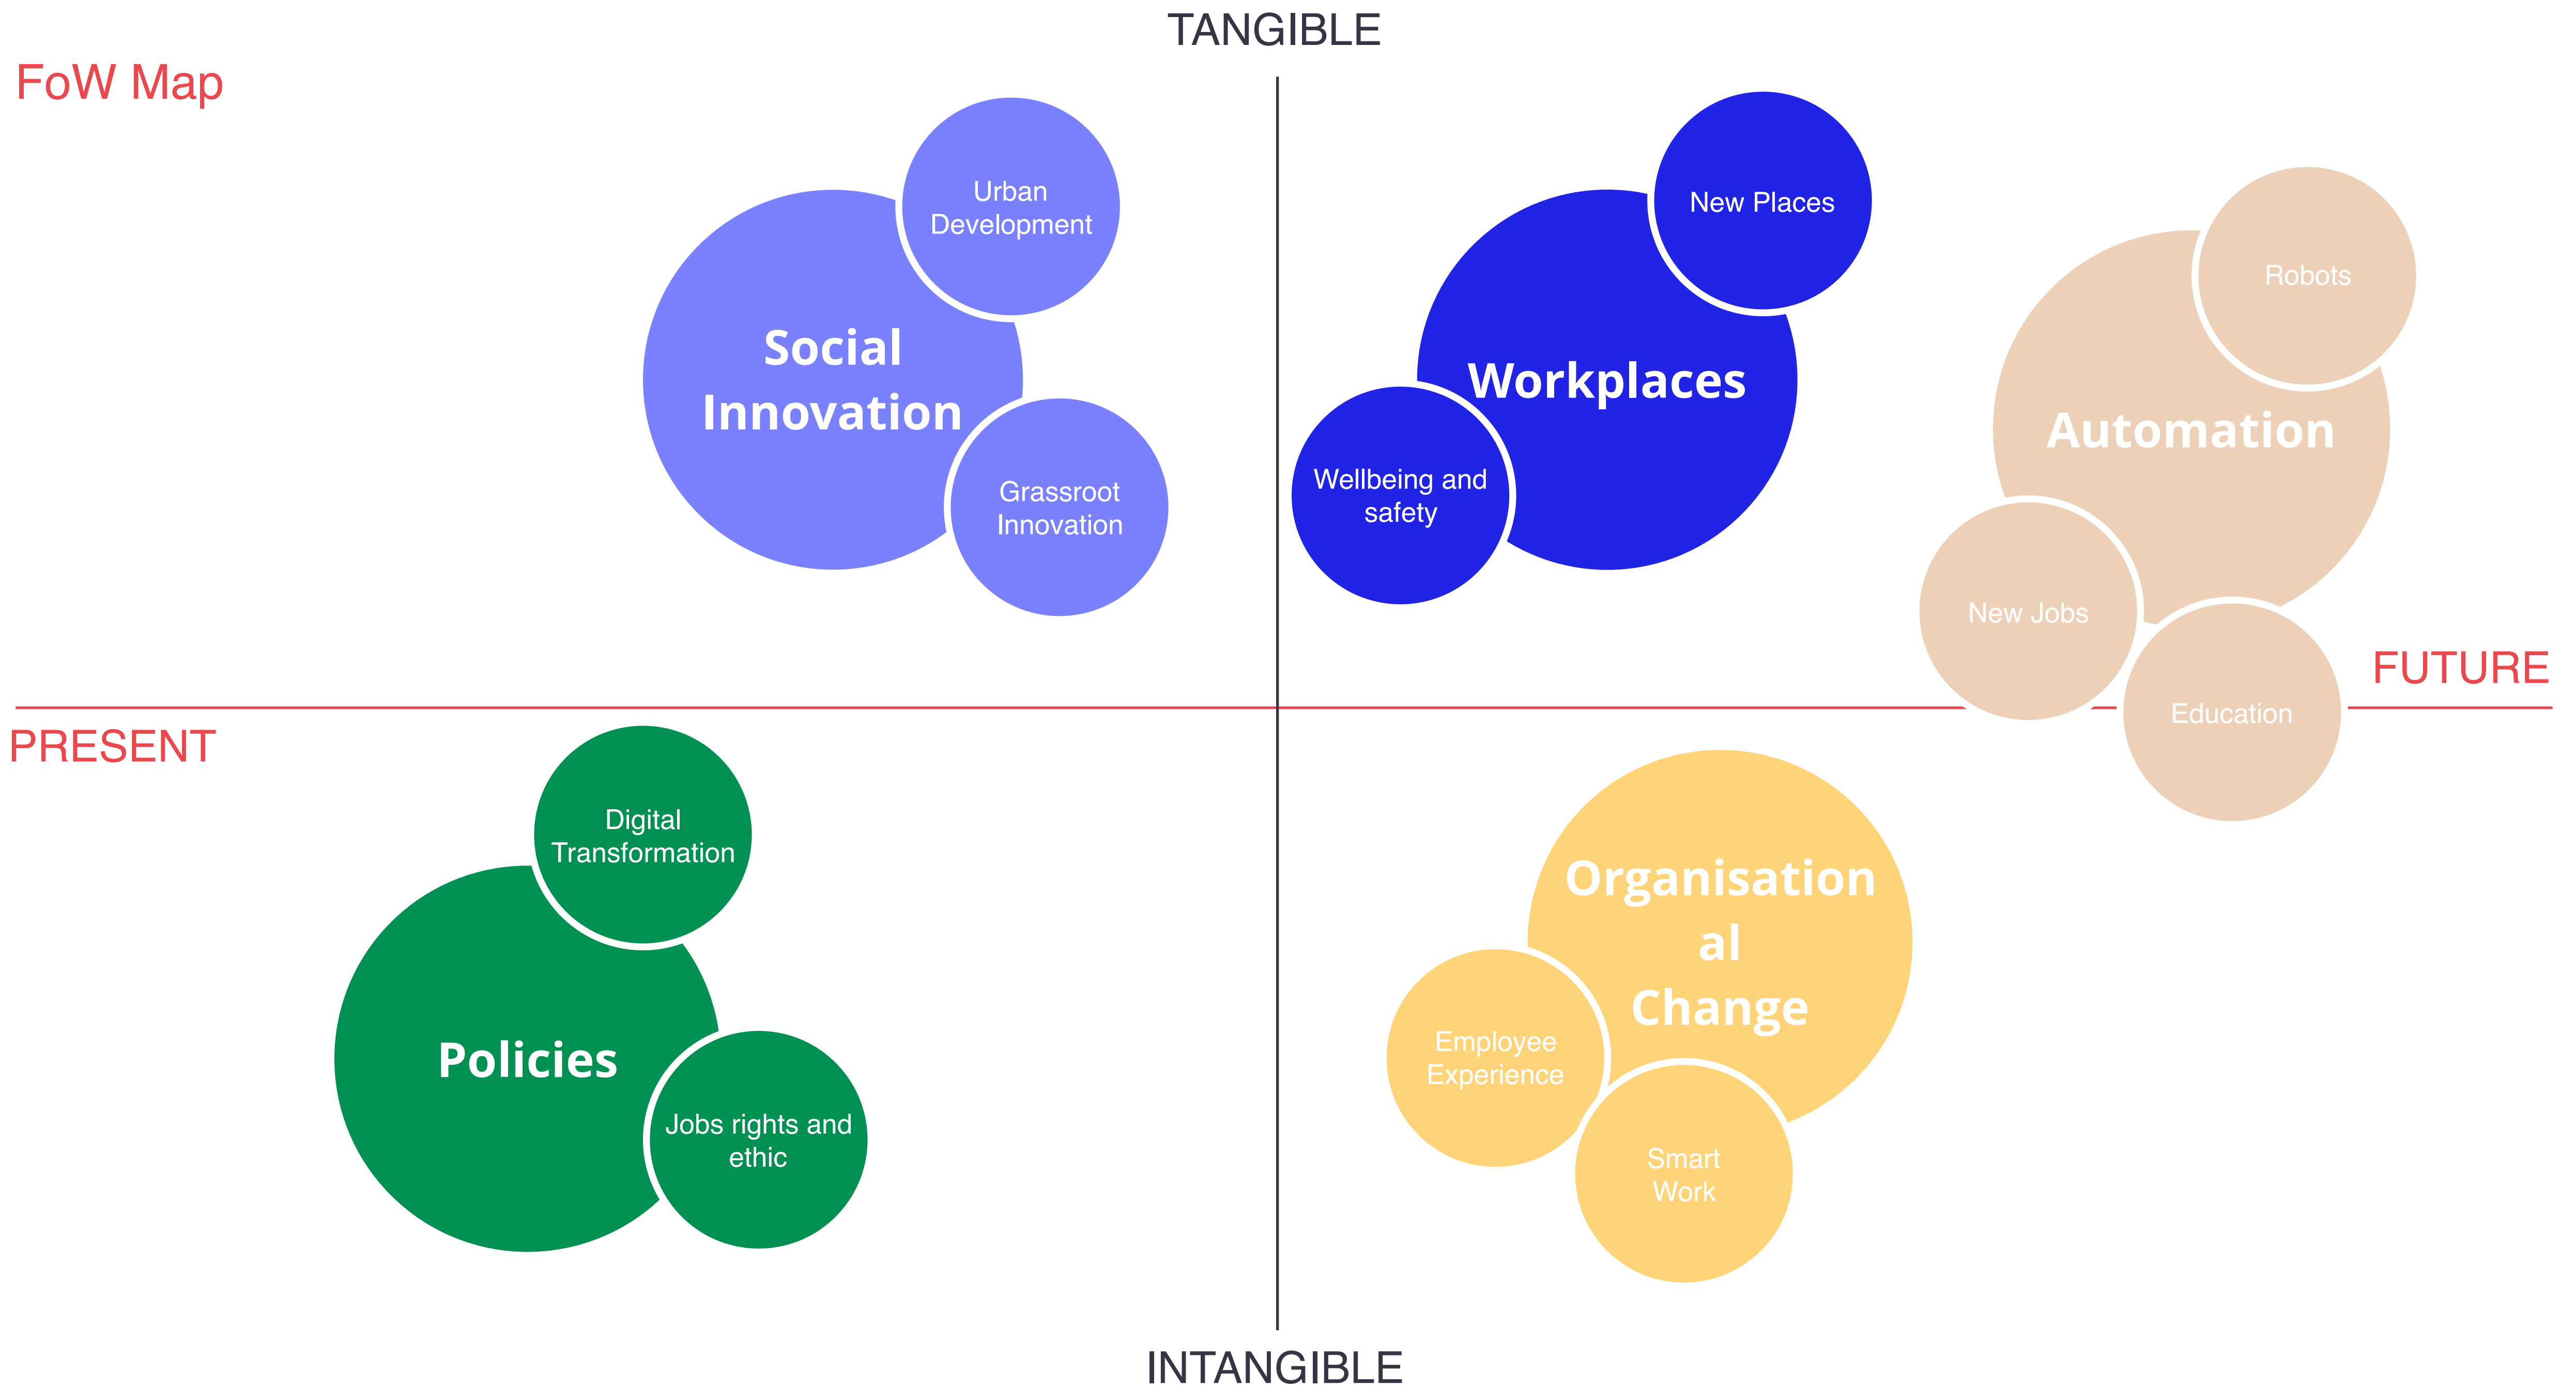 TANGIBLE
FoW Map
Urban
Development
Social
Innovation
Grassroot
Innovation
New Places
Workplaces
Wellbeing and
safety
Robots
Automation
New Jobs
Education
FUTURE
PRESENT
Digital
Transformation
Policies
Jobs rights and
ethic
Organisation
al
Change
Employee
Experience
Smart
Work
INTANGIBLE